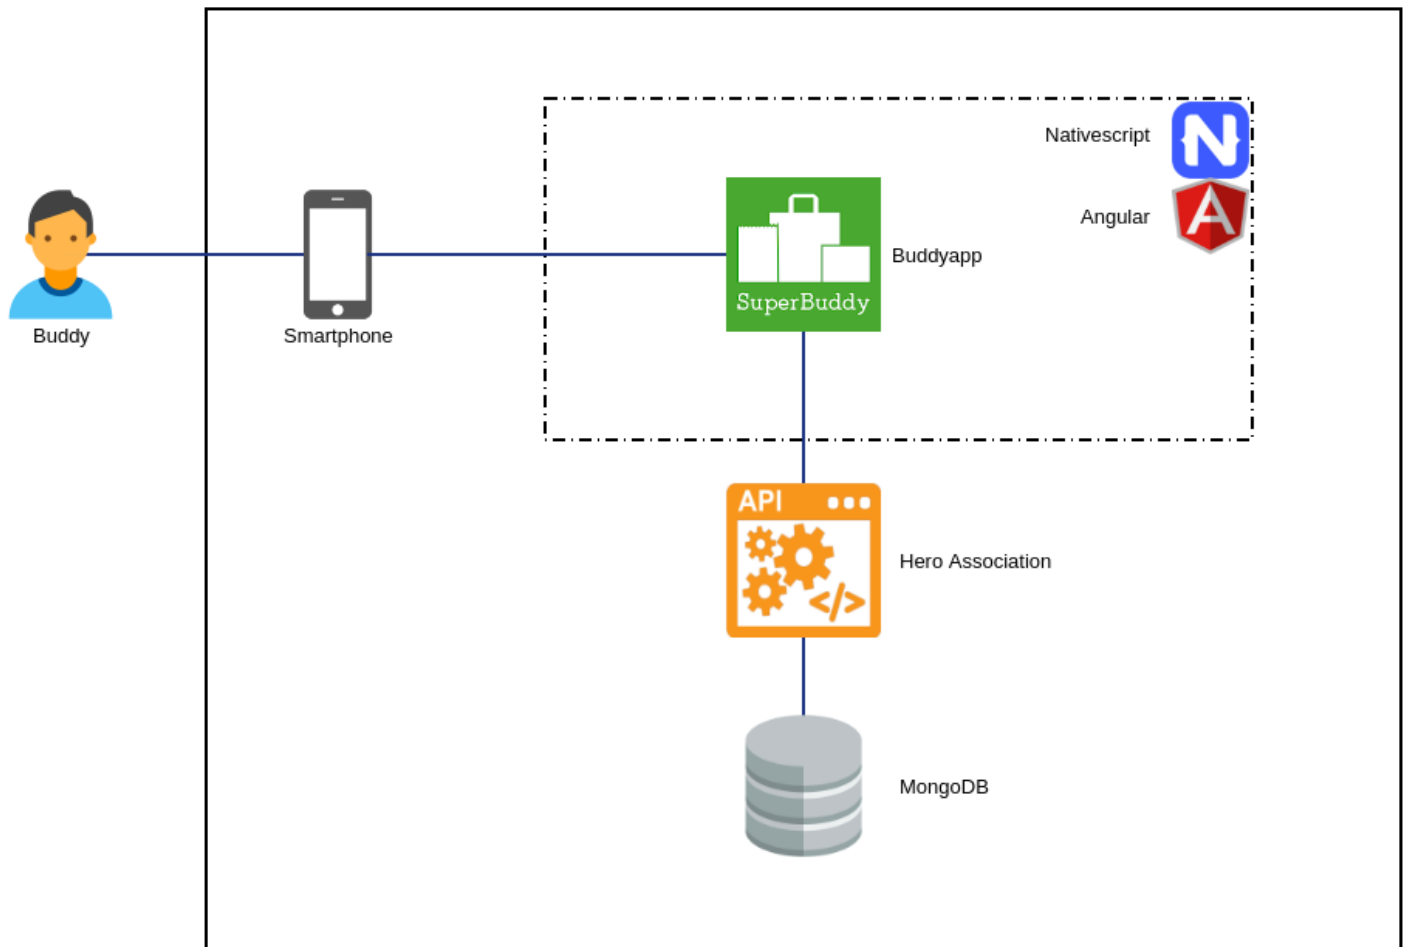 Nativescript
Angular
SuperBuddy
Buddyapp
Buddy
Smartphone
API
Hero Association
</>
MongoDB